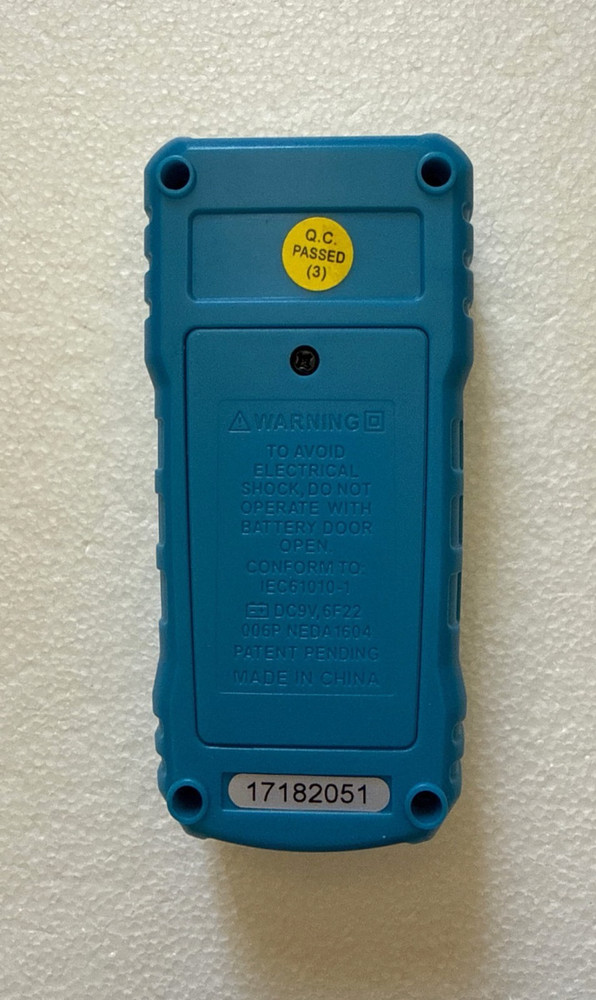 Q.C.
PASSED
(3)
WARNING
TO AVOID
ELECTRICAL
SHOCK, DO NOT
OPERATE WITH
BATTERY DOOR
OPEN
CONFORM TO:
IEC61010-1
DC9V, 6F22
006P NEDA1604
PATENT PENDING
MADE IN CHINA
17182051